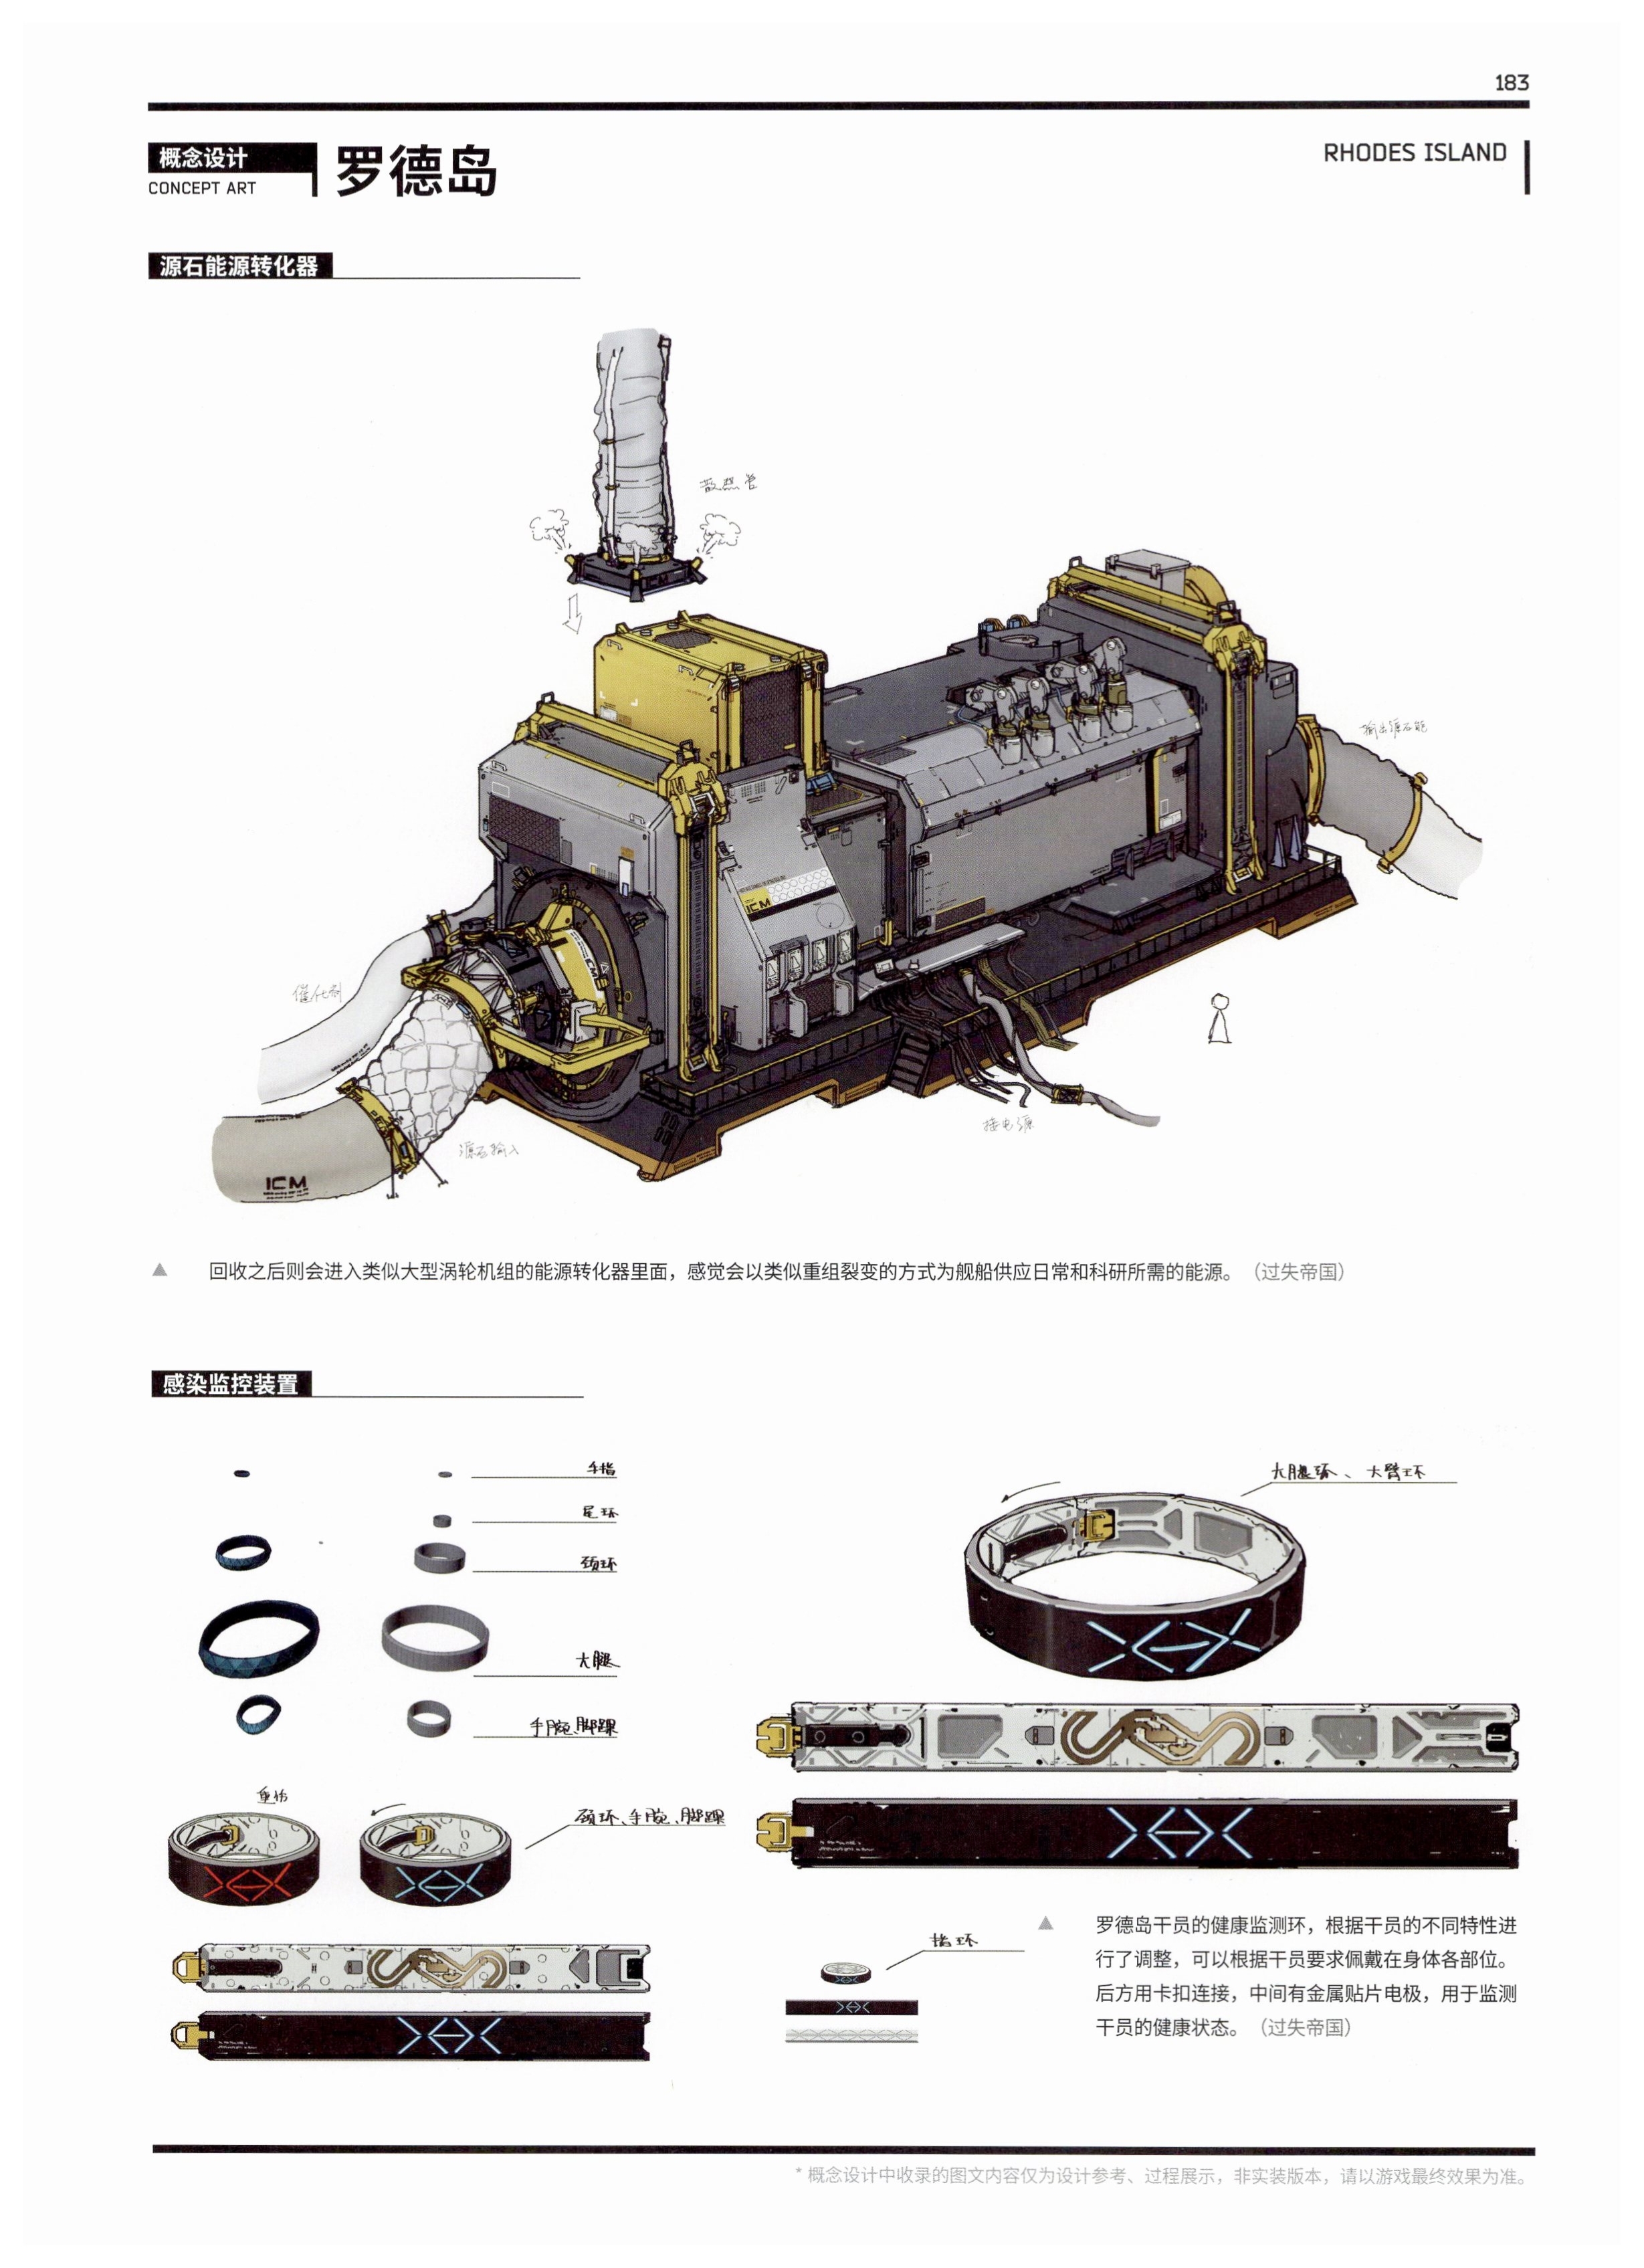 183
概念设计
CONCEPT ART
罗德岛
RHODES ISLAND
源石能源转化器
散热管
输出源石能
ICM
催化剂
接电源
源石输入
ICM
回收之后则会进入类似大型涡轮机组的能源转化器里面，感觉会以类似重组裂变的方式为舰船供应日常和科研所需的能源。（过失帝国）
感染监控装置
手指
尾环
颈环
大腿
手腕、脚踝
大腿环、大臂环
重伤
颈环、手腕、脚踝
指环
罗德岛干员的健康监测环，根据干员的不同特性进
行了调整，可以根据干员要求佩戴在身体各部位。
后方用卡扣连接，中间有金属贴片电极，用于监测
干员的健康状态。（过失帝国）
* 概念设计中收录的图文内容仅为设计参考、过程展示，非实装版本，请以游戏最终效果为准。